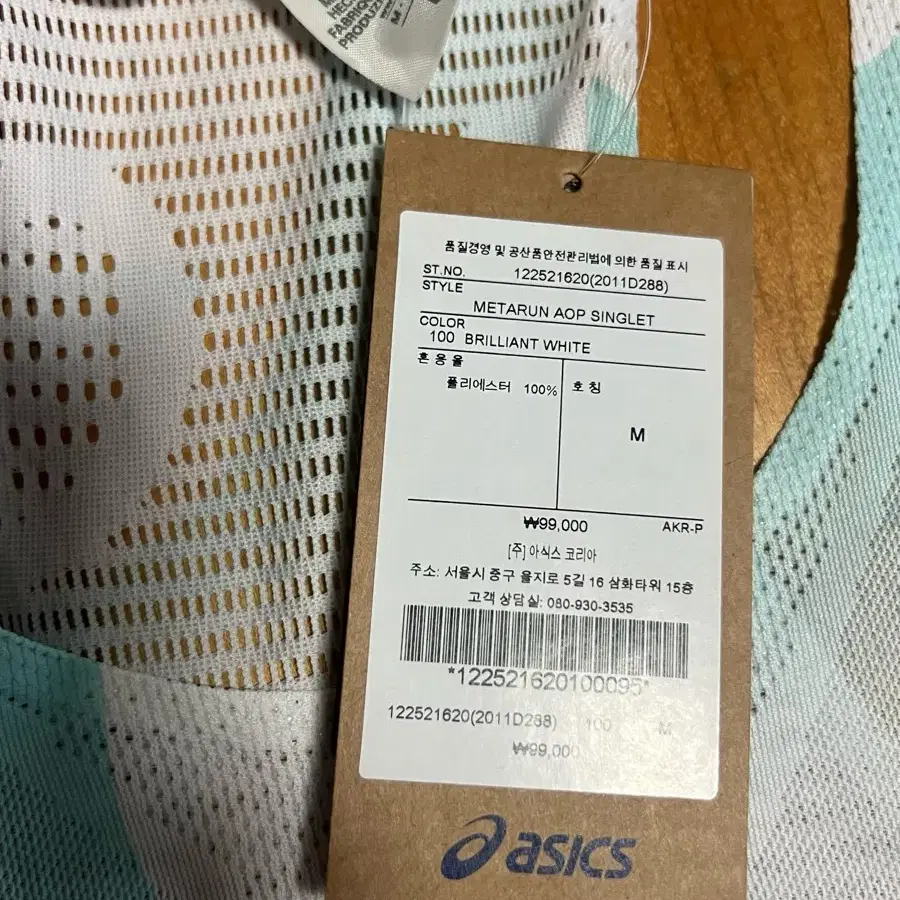 FABRIQU
PRODUZ
M
품질경영 및 공산품안전관리법에 의한 품질 표시
ST.NO. 122521620(2011D288)
STYLE
METARUN AOP SINGLET
COLOR
100 BRILLIANT WHITE
혼용율
폴리에스터 100%
호칭
M
₩99,000 AKR-P
[주] 아식스 코리아
주소: 서울시 중구 을지로 5길 16 삼화타워 15층
고객 상담실: 080-930-3535
*122521620100095*
122521620(2011D288) 100 M
₩99,000
asics